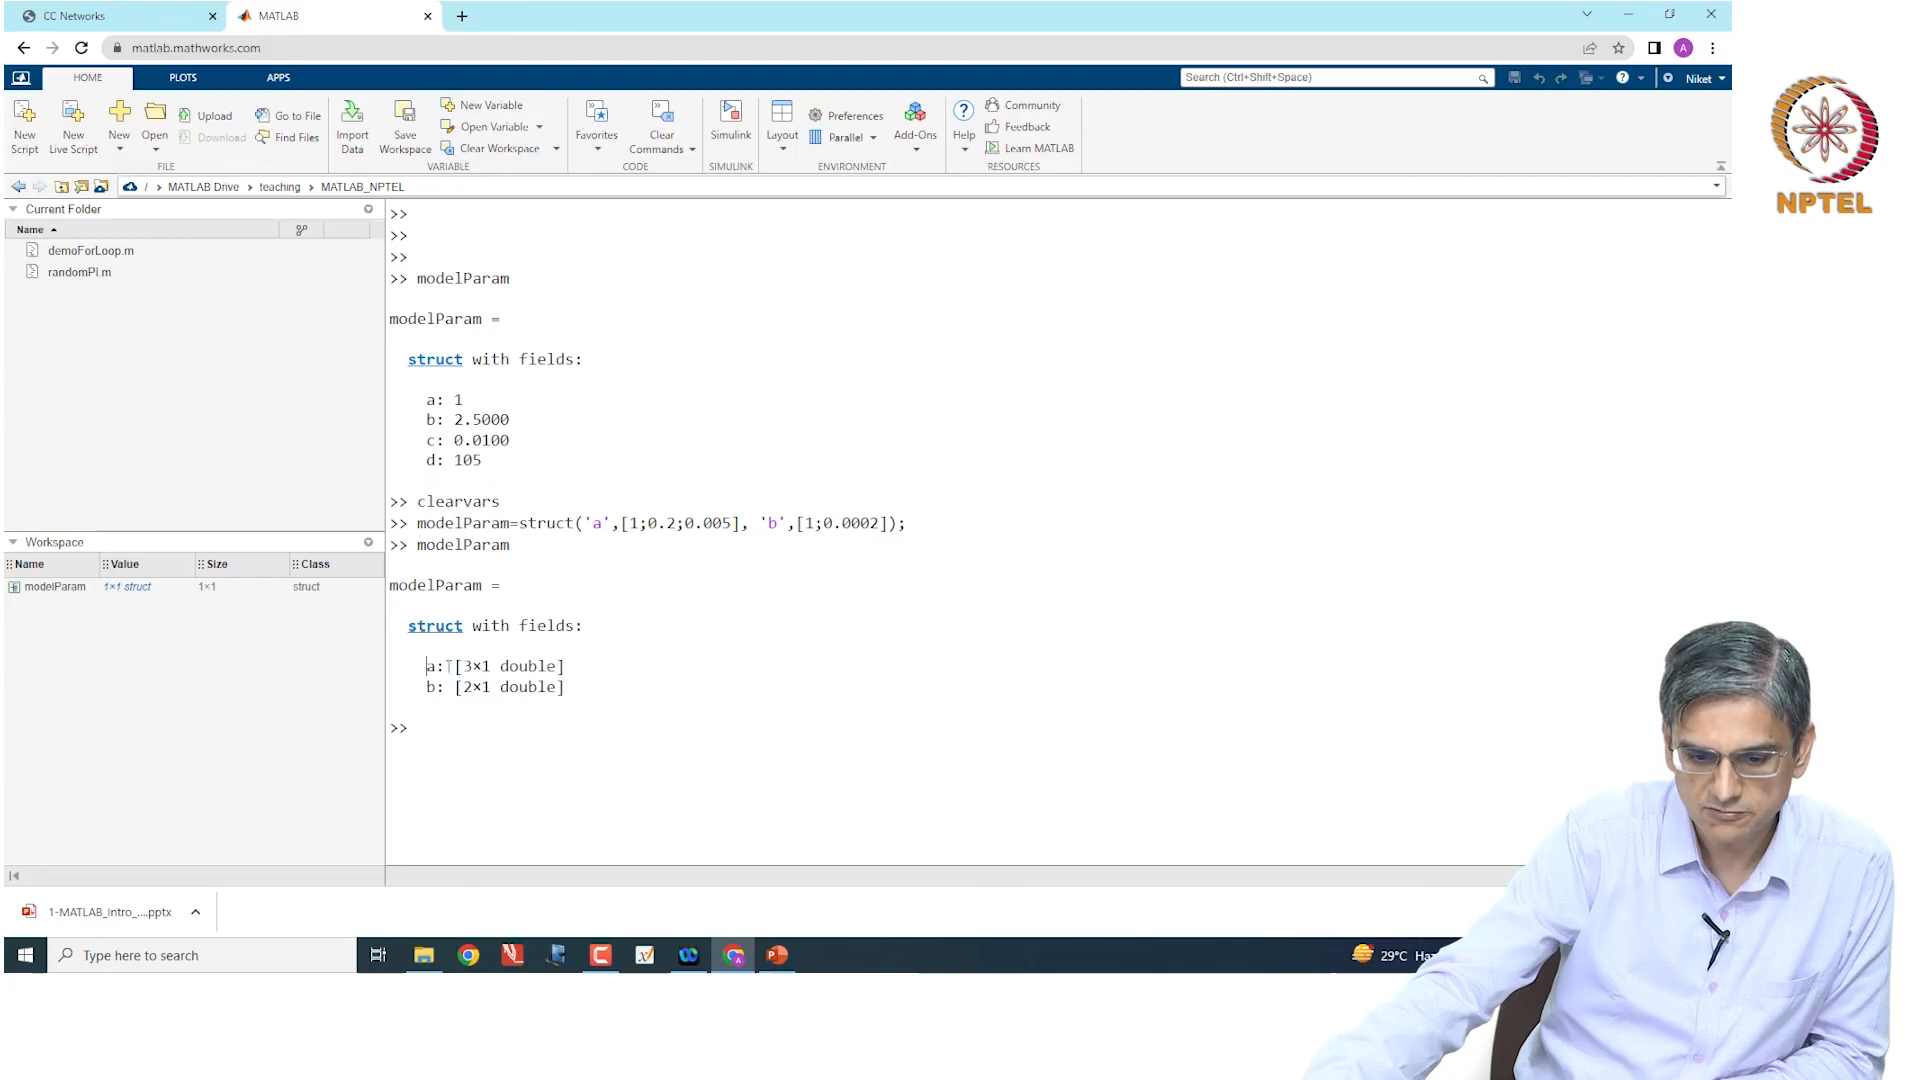 CC Networks
MATLAB
matlab.mathworks.com
A
HOME
PLOTS
APPS
Search (Ctrl+Shift+Space)
Niket
New Script
New Live Script
New
Open
Upload
Download
Go to File
Find Files
FILE
Import Data
Save Workspace
New Variable
Open Variable
Clear Workspace
VARIABLE
Favorites
Clear Commands
CODE
Simulink
SIMULINK
Layout
Preferences
Parallel
Add-Ons
ENVIRONMENT
Help
Community
Feedback
Learn MATLAB
RESOURCES
NPTEL
/ > MATLAB Drive > teaching > MATLAB_NPTEL
Current Folder
Name
demoForLoop.m
randomPI.m
Workspace
Name Value Size Class
modelParam 1×1 struct 1×1 struct
>>
>>
>>
>> modelParam
modelParam =
struct with fields:
a: 1
b: 2.5000
c: 0.0100
d: 105
>> clearvars
>> modelParam=struct('a',[1;0.2;0.005], 'b',[1;0.0002]);
>> modelParam
modelParam =
struct with fields:
a: [3×1 double]
b: [2×1 double]
>>
1-MATLAB_Intro_....pptx
Type here to search
29°C